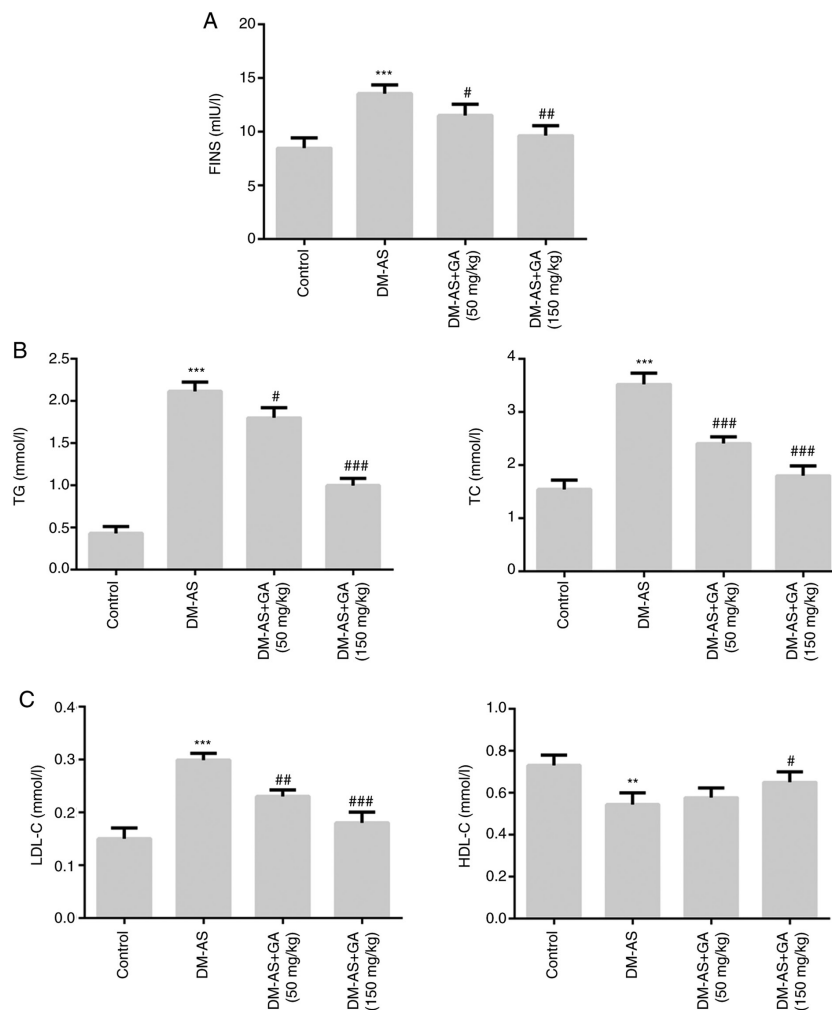 A
FINS (mIU/l)
20
15
10
5
0
***
#
##
Control
DM-AS
DM-AS+GA
(50 mg/kg)
DM-AS+GA
(150 mg/kg)
B
TG (mmol/l)
2.5
2.0
1.5
1.0
0.5
0.0
***
#
###
Control
DM-AS
DM-AS+GA
(50 mg/kg)
DM-AS+GA
(150 mg/kg)
TC (mmol/l)
4
3
2
1
0
***
###
###
Control
DM-AS
DM-AS+GA
(50 mg/kg)
DM-AS+GA
(150 mg/kg)
C
LDL-C (mmol/l)
0.4
0.3
0.2
0.1
0.0
***
##
###
Control
DM-AS
DM-AS+GA
(50 mg/kg)
DM-AS+GA
(150 mg/kg)
HDL-C (mmol/l)
1.0
0.8
0.6
0.4
0.2
0.0
**
#
Control
DM-AS
DM-AS+GA
(50 mg/kg)
DM-AS+GA
(150 mg/kg)